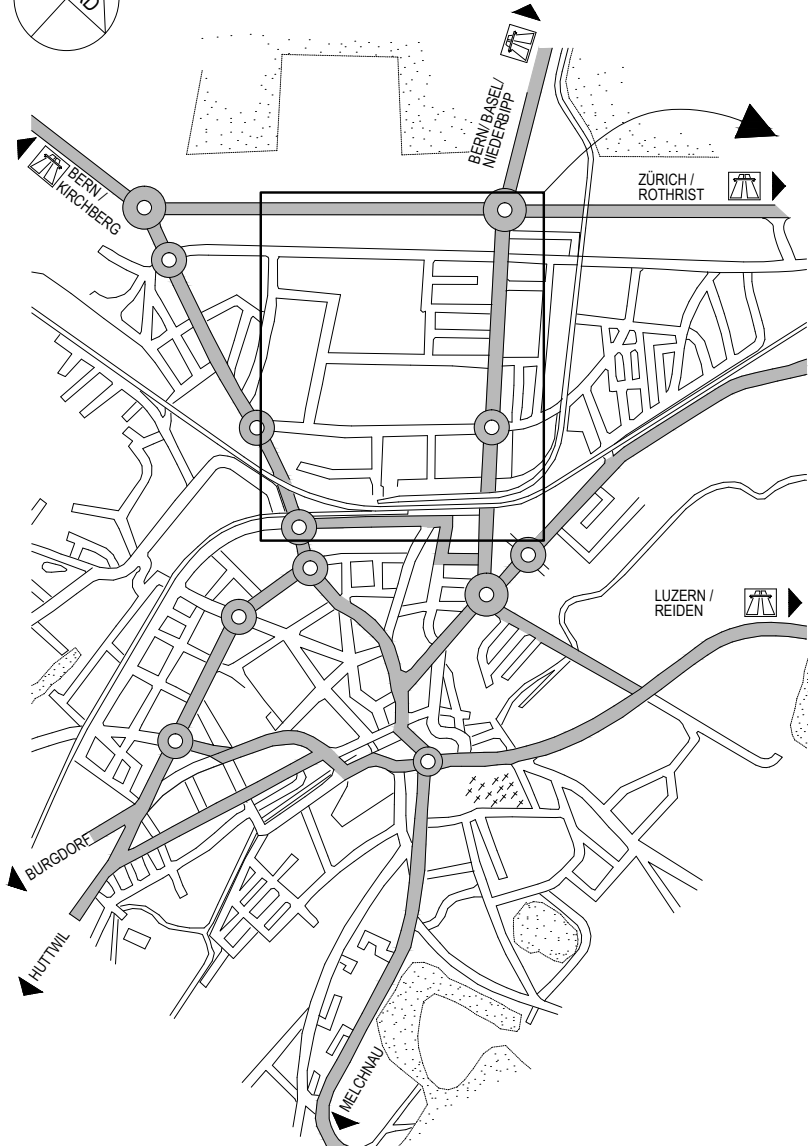 BERN/ BASEL/
NIEDERBIPP
BERN /
KIRCHBERG
ZÜRICH /
ROTHRIST
LUZERN /
REIDEN
BURGDORF
HUTTWIL
MELCHNAU